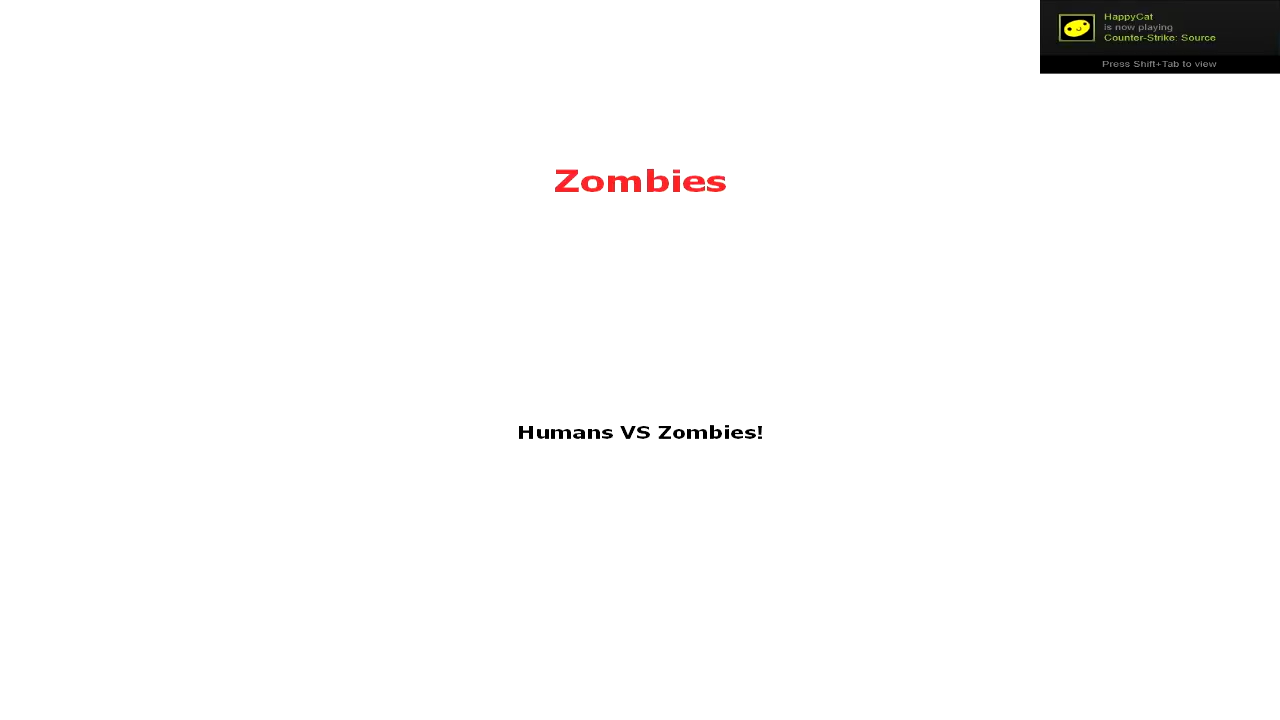 HappyCat
is now playing
Counter-Strike: Source
Press Shift+Tab to view
Zombies
Humans VS Zombies!